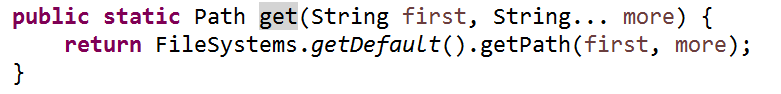 public static Path get(String first, String... more) {
    return FileSystems.getDefault().getPath(first, more);
}